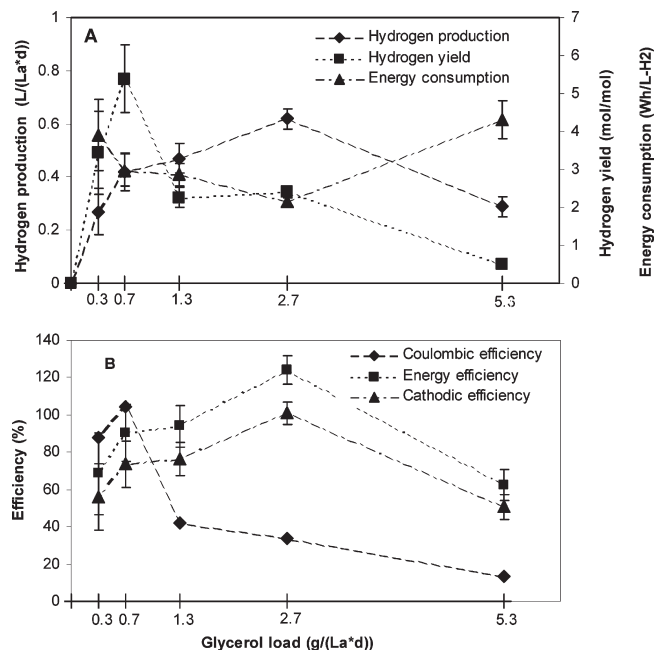 A
Hydrogen production
Hydrogen yield
Energy consumption
Hydrogen production (L/(La*d))
1
0.8
0.6
0.4
0.2
0
7
6
5
4
3
2
1
0
Hydrogen yield (mol/mol)
Energy consumption (Wh/L-H2)
0.3 0.7 1.3 2.7 5.3
B
Coulombic efficiency
Energy efficiency
Cathodic efficiency
Efficiency (%)
140
120
100
80
60
40
20
0
0.3 0.7 1.3 2.7 5.3
Glycerol load (g/(La*d))